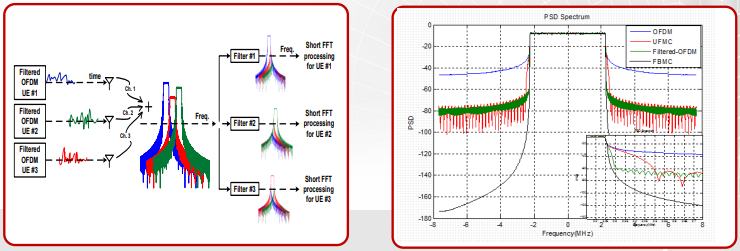 Filtered
OFDM
UE #1
Filtered
OFDM
UE #2
Filtered
OFDM
UE #3
time
Ch. 1
Ch. 2
Ch. 3
+
Freq.
Filter #1
Filter #2
Filter #3
Freq.
Short FFT
processing
for UE #1
Short FFT
processing
for UE #2
Short FFT
processing
for UE #3
PSD Spectrum
OFDM
UFMC
Filtered-OFDM
FBMC
PSD
0
-20
-40
-60
-80
-100
-120
-140
-160
-180
-8 -6 -4 -2 0 2 4 6 8
Frequency(MHz)